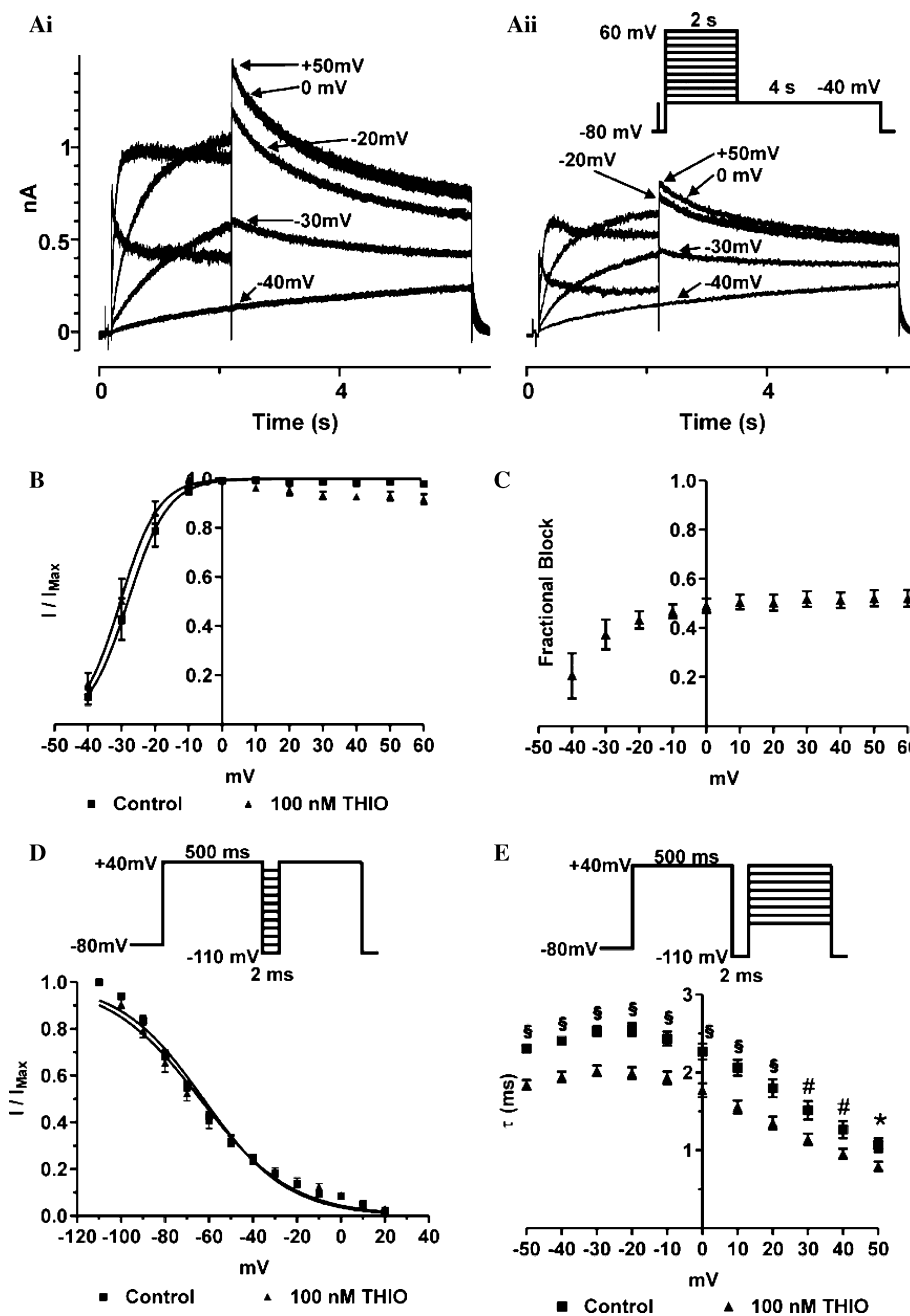 Ai
+50mV
0 mV
-20mV
-30mV
-40mV
nA
1
0.5
0
0
4
Time (s)
Aii
2 s
60 mV
4 s
-40 mV
-80 mV
-20mV
+50mV
0 mV
-30mV
-40mV
0
4
Time (s)
B
I / IMax
1.0
0.8
0.6
0.4
0.2
-50 -40 -30 -20 -10 0 10 20 30 40 50 60
mV
Control
100 nM THIO
C
Fractional Block
1.0
0.8
0.6
0.4
0.2
-50 -40 -30 -20 -10 0 10 20 30 40 50 60
mV
D
+40mV
500 ms
-80mV
-110 mV
2 ms
I / IMax
1.0
0.8
0.6
0.4
0.2
0.0
-120 -100 -80 -60 -40 -20 0 20 40
mV
Control
100 nM THIO
E
+40mV
500 ms
-80mV
-110 mV
2 ms
τ (ms)
3
2
1
§ § § § § § § § # # *
-50 -40 -30 -20 -10 0 10 20 30 40 50
mV
Control
100 nM THIO